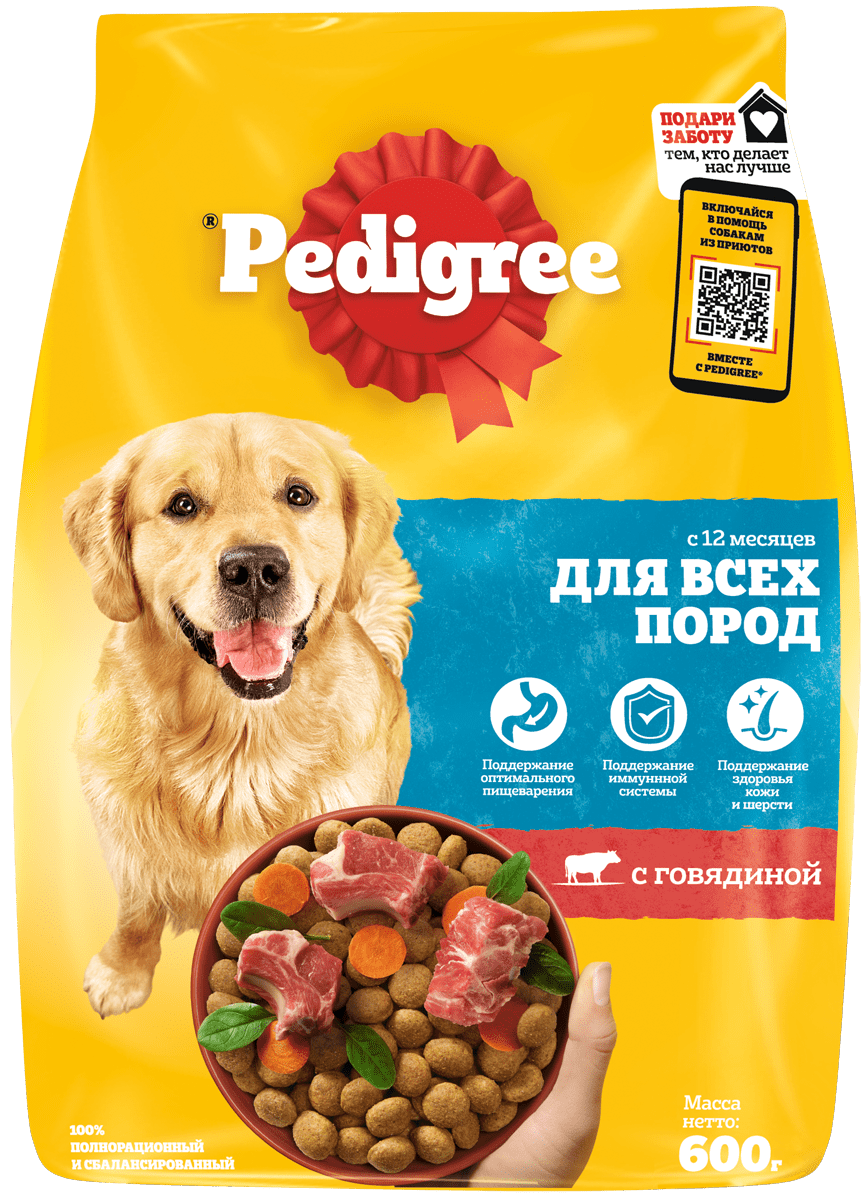 ПОДАРИ
ЗАБОТУ
тем, кто делает
нас лучше
ВКЛЮЧАЙСЯ
В ПОМОЩЬ
СОБАКАМ
ИЗ ПРИЮТОВ
ВМЕСТЕ
С PEDIGREE®
® Pedigree
с 12 месяцев
ДЛЯ ВСЕХ
ПОРОД
Поддержание
оптимального
пищеварения
Поддержание
иммуннной
системы
Поддержание
здоровья
кожи
и шерсти
с говядиной
100%
ПОЛНОРАЦИОННЫЙ
И СБАЛАНСИРОВАННЫЙ
Масса
нетто:
600г